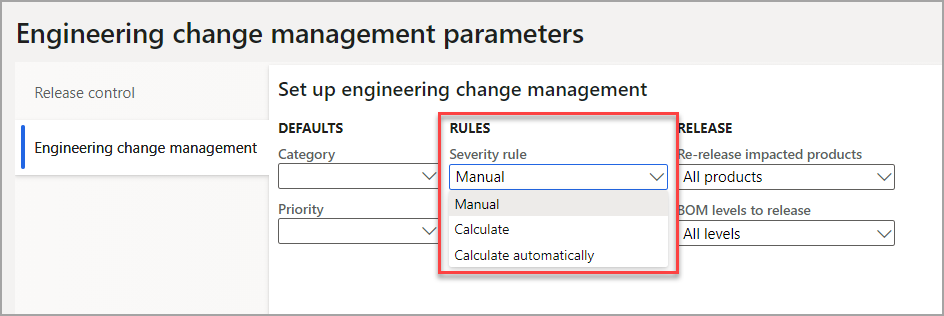 Engineering change management parameters
Release control
Engineering change management
Set up engineering change management
DEFAULTS
Category
Priority
RULES
Severity rule
Manual
Manual
Calculate
Calculate automatically
RELEASE
Re-release impacted products
All products
BOM levels to release
All levels